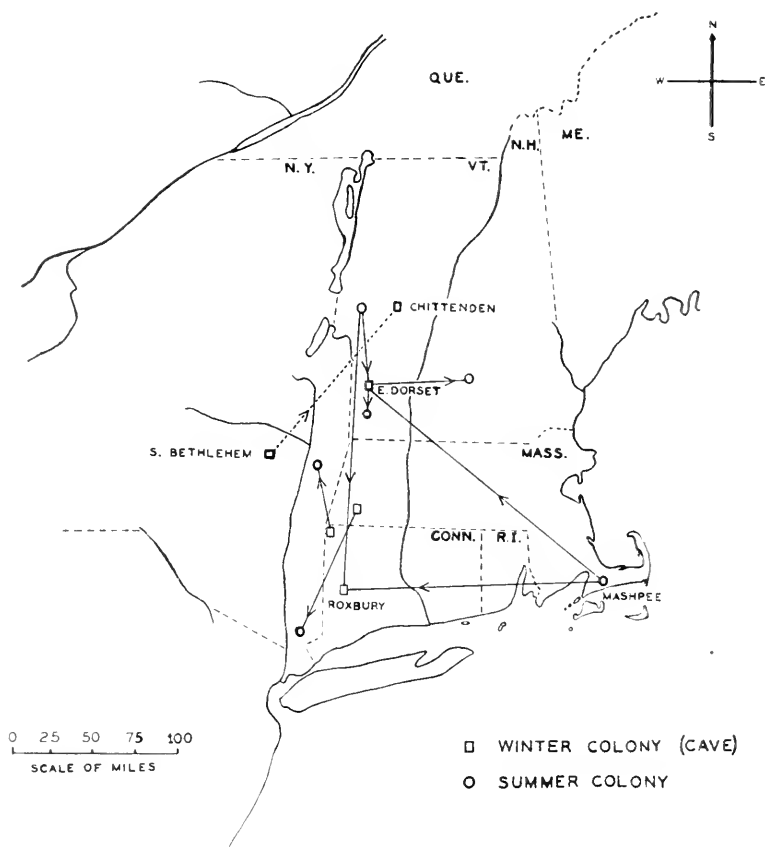 N
W E
S
QUE.
N.H. ME.
N.Y. VT.
CHITTENDEN
E. DORSET
S. BETHLEHEM
MASS.
CONN. R.I.
ROXBURY
MASHPEE
0 25 50 75 100
SCALE OF MILES
WINTER COLONY (CAVE)
SUMMER COLONY